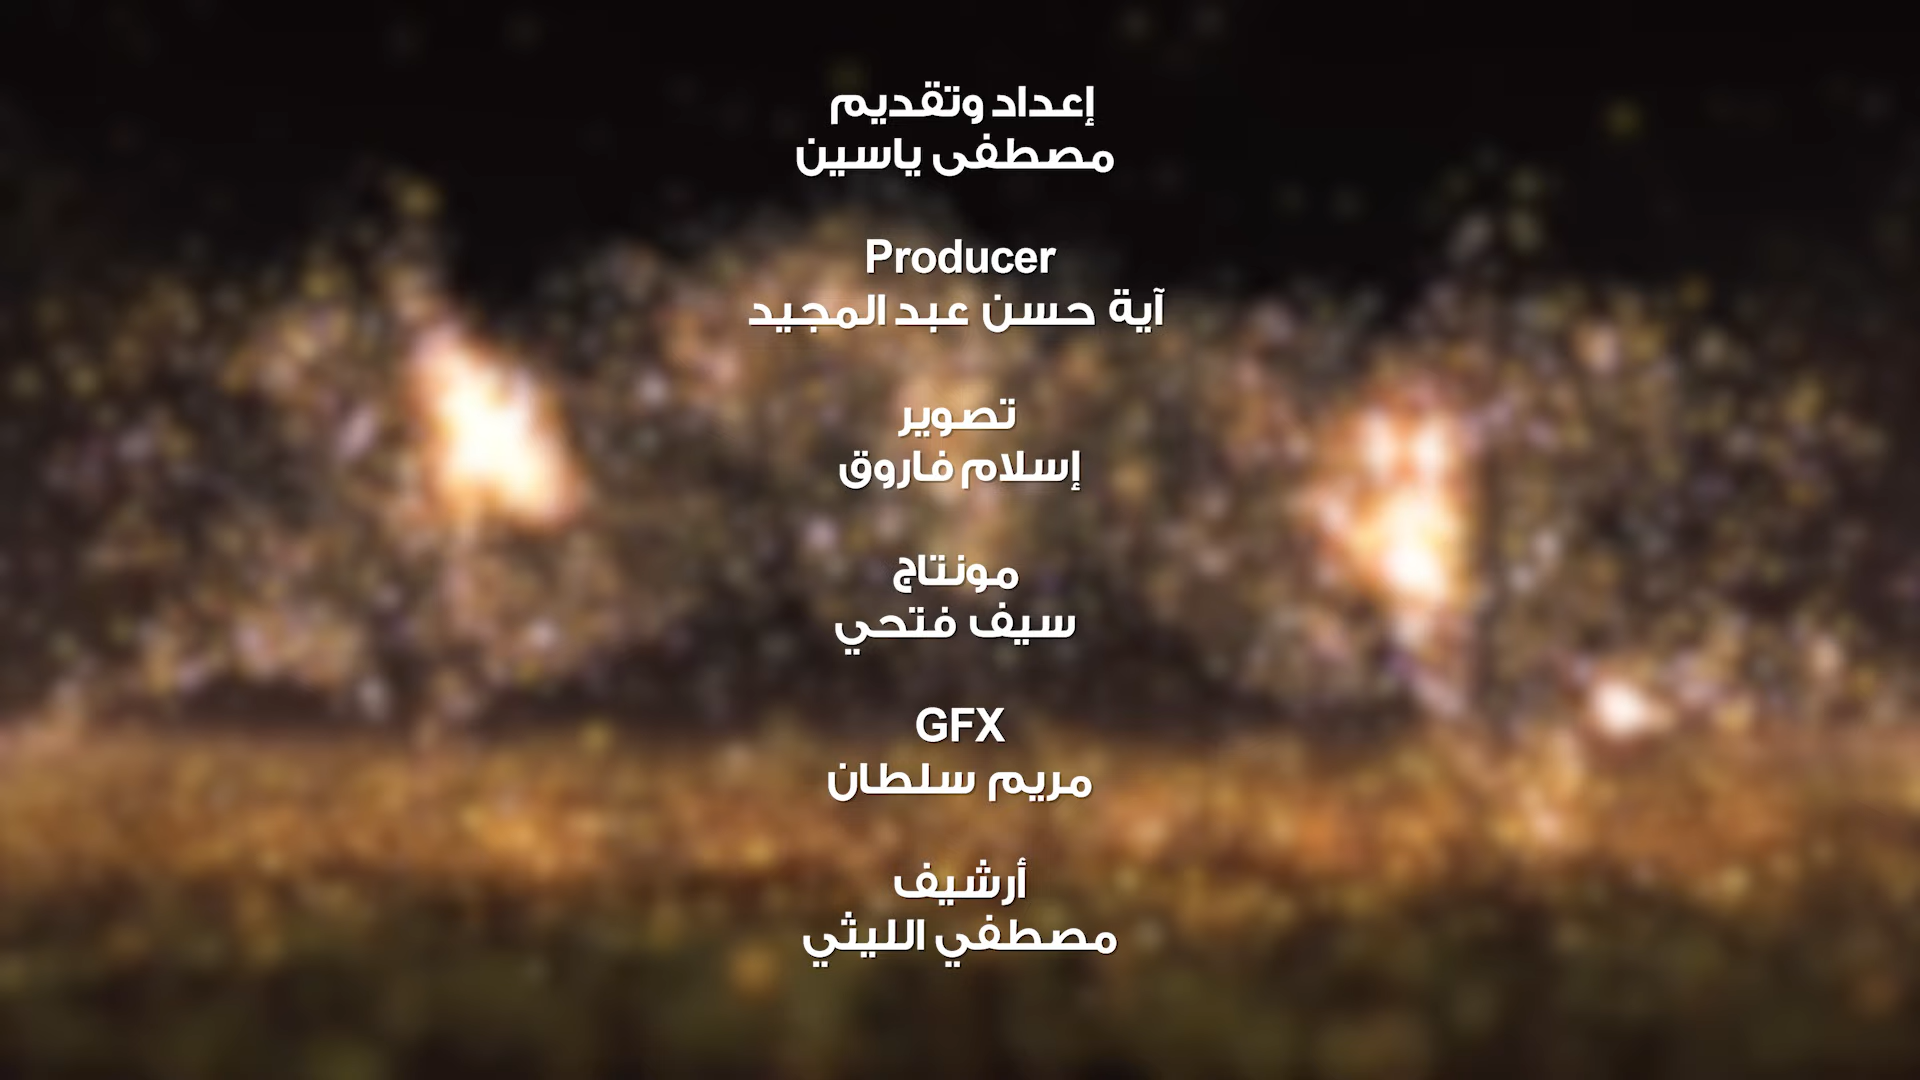 إعداد وتقديم
مصطفى ياسين
Producer
آية حسن عبد المجيد
تصوير
إسلام فاروق
مونتاج
سيف فتحي
GFX
مريم سلطان
أرشيف
مصطفي الليثي